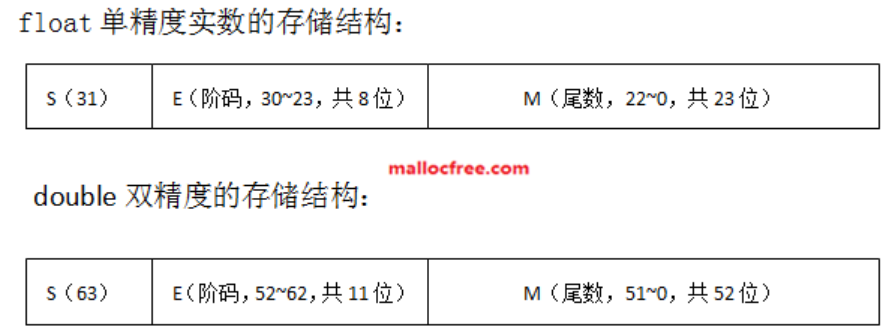 float 单精度实数的存储结构：
S（31） E（阶码，30~23，共 8 位） M（尾数，22~0，共 23 位）
mallocfree.com
double 双精度的存储结构：
S（63） E（阶码，52~62，共 11 位） M（尾数，51~0，共 52 位）